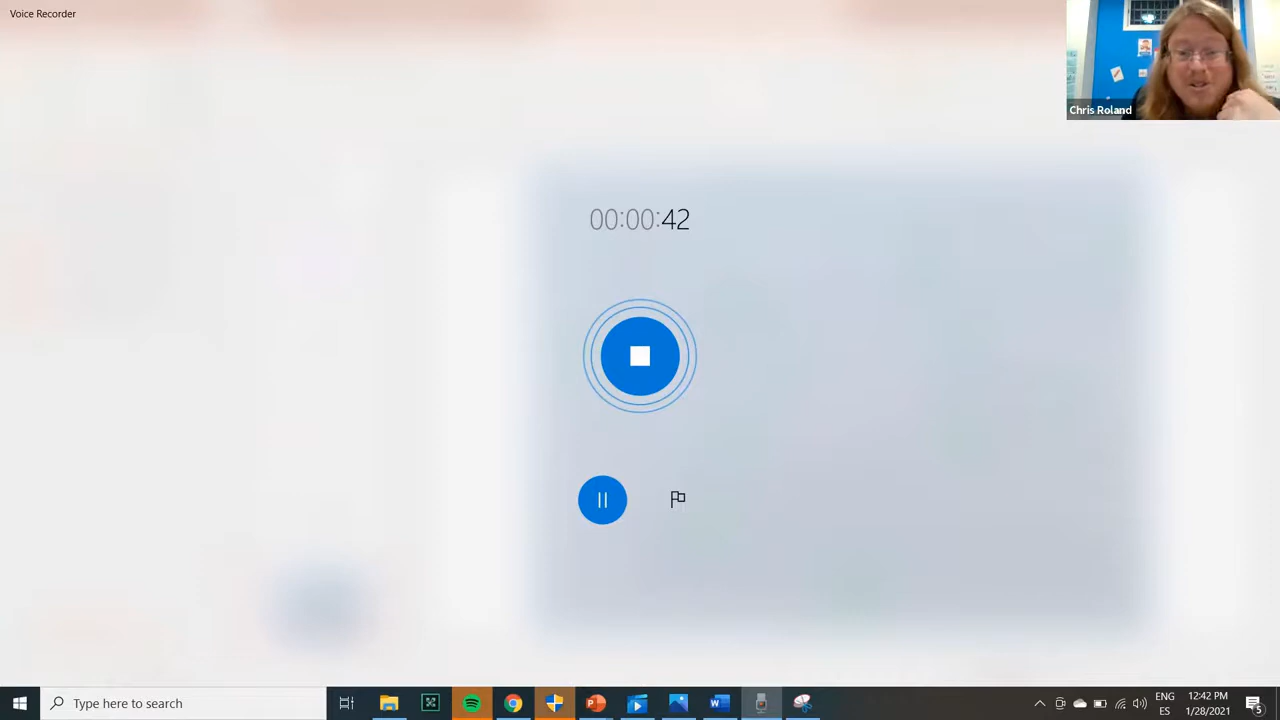 Voice Recorder
Chris Roland
00:00:42
Type here to search
ENG
ES
12:42 PM
1/28/2021
5